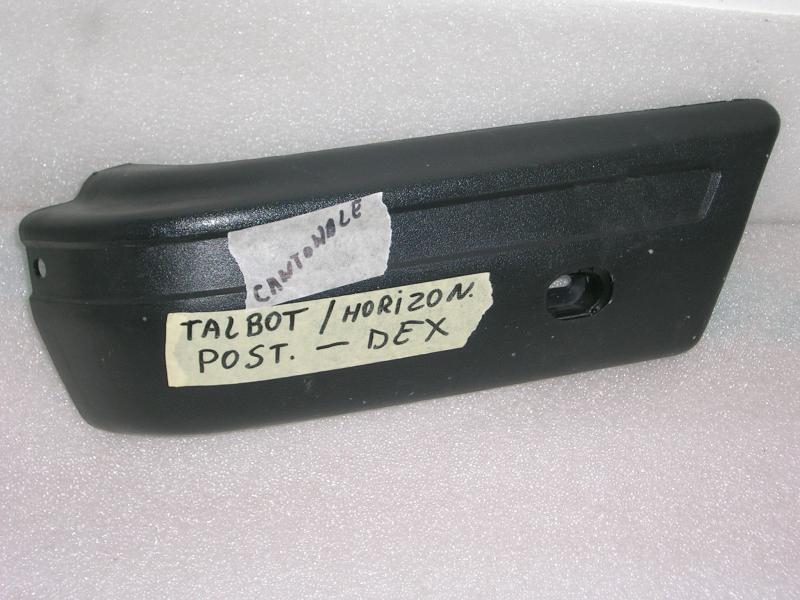 CANTONALE
TALBOT / HORIZON.
POST. — DEX